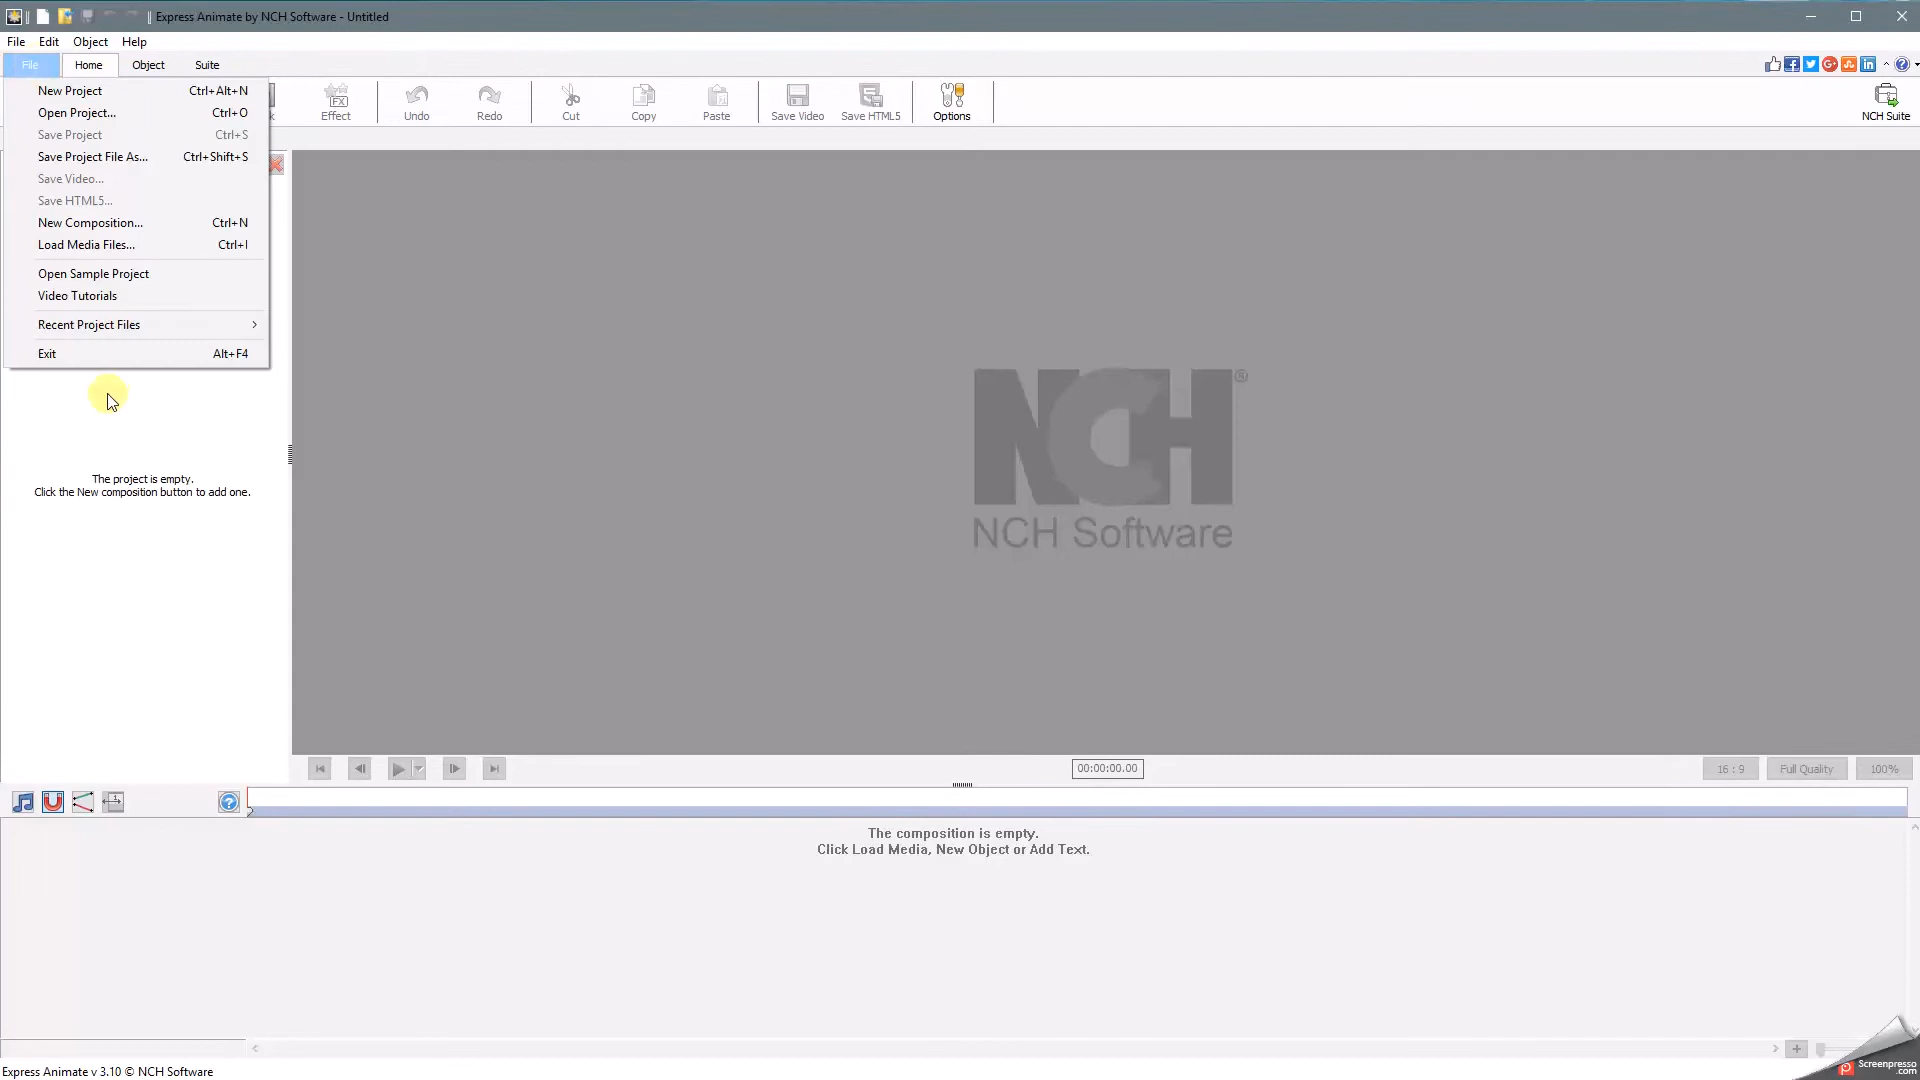 Express Animate by NCH Software - Untitled
File Edit Object Help
File Home Object Suite
New Project Ctrl+Alt+N
Open Project... Ctrl+O
Save Project Ctrl+S
Save Project File As... Ctrl+Shift+S
Save Video...
Save HTML5...
New Composition... Ctrl+N
Load Media Files... Ctrl+I
Open Sample Project
Video Tutorials
Recent Project Files
Exit Alt+F4
Effect Undo Redo Cut Copy Paste Save Video Save HTML5 Options NCH Suite
The project is empty.
Click the New composition button to add one.
NCH ®
NCH Software
00:00:00.00 16 : 9 Full Quality 100%
The composition is empty.
Click Load Media, New Object or Add Text.
Express Animate v 3.10 © NCH Software
Screenpresso
.com